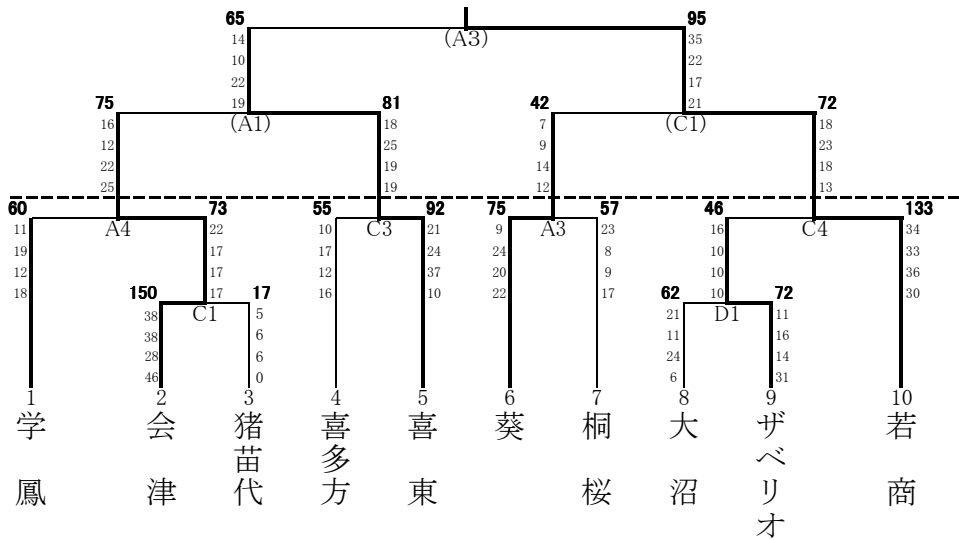 65 95
(A3)
14 35
10 22
22 17
19 21
75 81 42 72
(A1) (C1)
16 18 7 18
12 25 9 23
22 19 14 18
25 19 12 13
60 73 55 92 75 57 46 133
A4 C3 A3 C4
11 22 10 21 9 23 16 34
19 17 17 24 24 8 10 33
12 17 12 37 20 9 10 36
18 17 16 10 22 17 10 30
150 17 62 72
C1 D1
38 5 21 11
38 6 11 16
28 6 24 14
46 0 6 31
1 2 3 4 5 6 7 8 9 10
学鳳
会津
猪苗代
喜多方
喜東
葵
桐桜
大沼
ザベリオ
若商